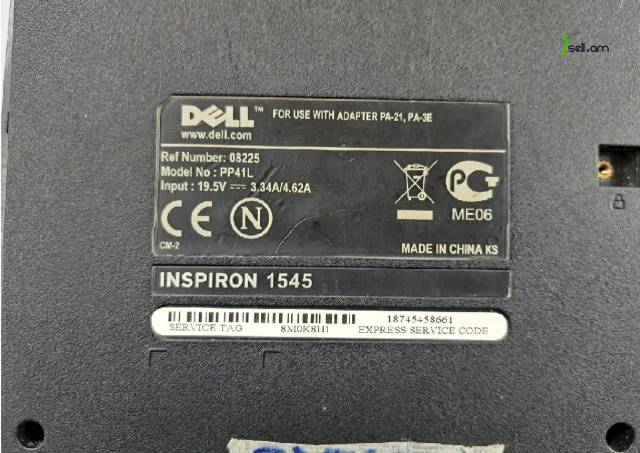 7sell.am
DELL™ FOR USE WITH ADAPTER PA-21, PA-3E
www.dell.com
Ref Number: 08225
Model No : PP41L
Input : 19.5V ⎓ 3.34A/4.62A
CE N
ME06
CM-2 MADE IN CHINA KS
INSPIRON 1545
18745458661
SERVICE TAG 8M0K8H1 EXPRESS SERVICE CODE